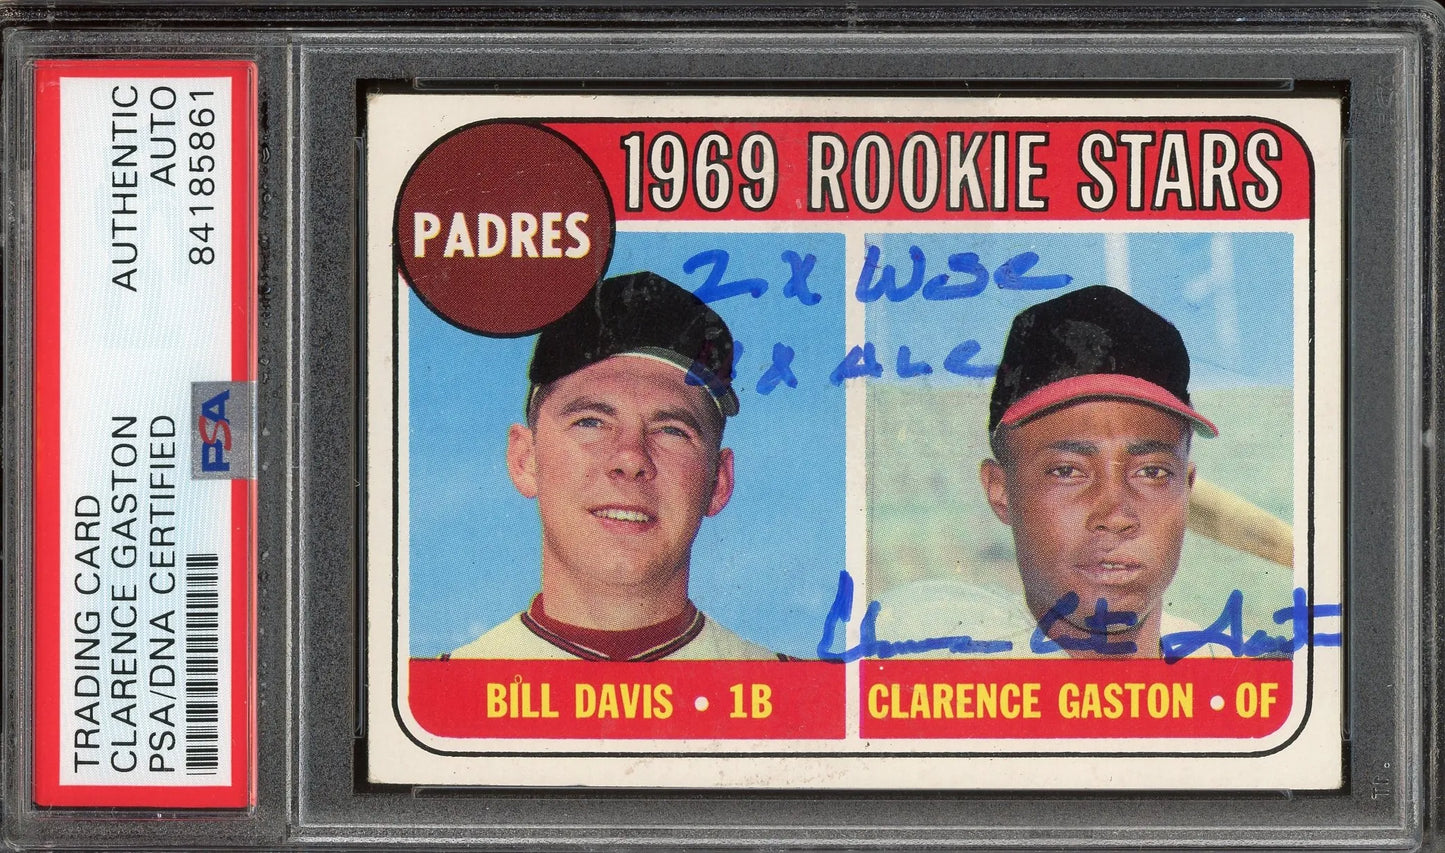 TRADING CARD
CLARENCE GASTON
PSA/DNA CERTIFIED
AUTHENTIC
AUTO
84185861
PSA
PADRES
1969 ROOKIE STARS
2X WSC
4X ALC
BILL DAVIS • 1B
CLARENCE GASTON • OF